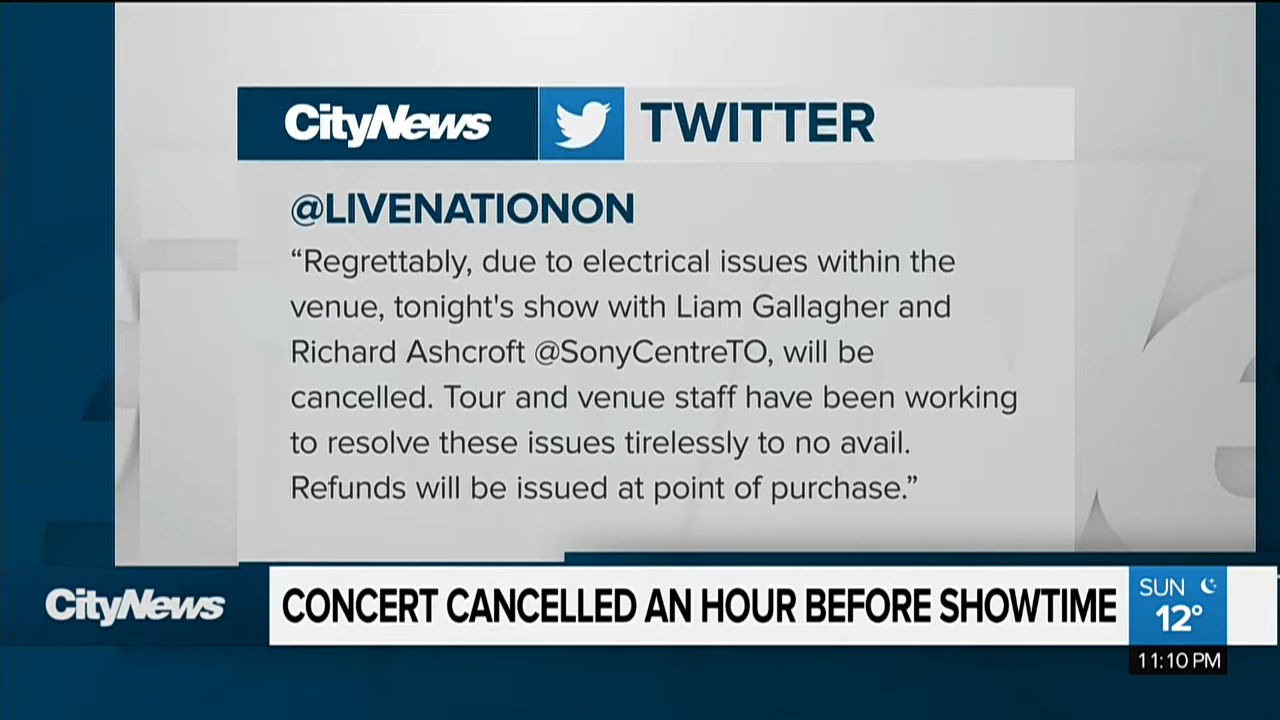 CityNews TWITTER
@LIVENATIONON
“Regrettably, due to electrical issues within the
venue, tonight's show with Liam Gallagher and
Richard Ashcroft @SonyCentreTO, will be
cancelled. Tour and venue staff have been working
to resolve these issues tirelessly to no avail.
Refunds will be issued at point of purchase.”
CityNews
CONCERT CANCELLED AN HOUR BEFORE SHOWTIME
SUN
12°
11:10 PM